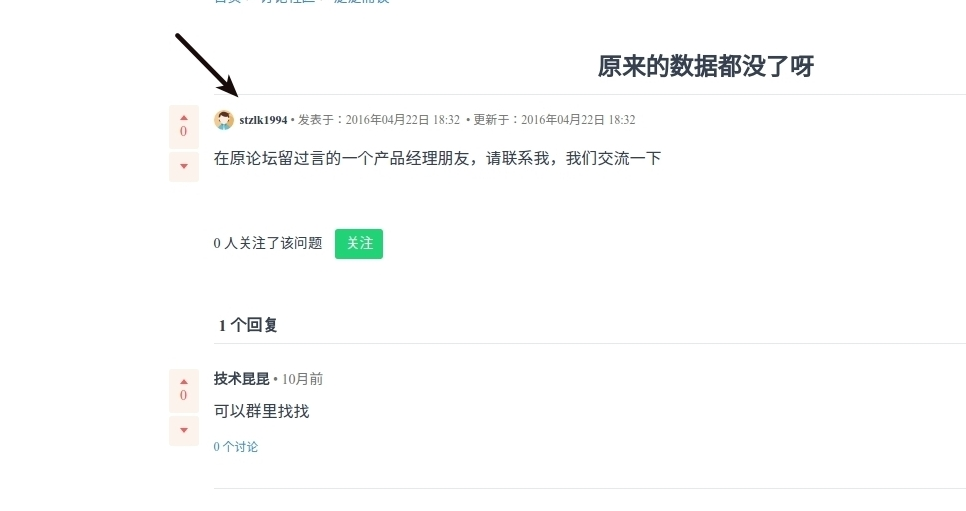 原来的数据都没了呀
stzlk1994 • 发表于：2016年04月22日 18:32 • 更新于：2016年04月22日 18:32
0
在原论坛留过言的一个产品经理朋友，请联系我，我们交流一下
0 人关注了该问题 关注
1 个回复
技术昆昆 • 10月前
0
可以群里找找
0 个讨论